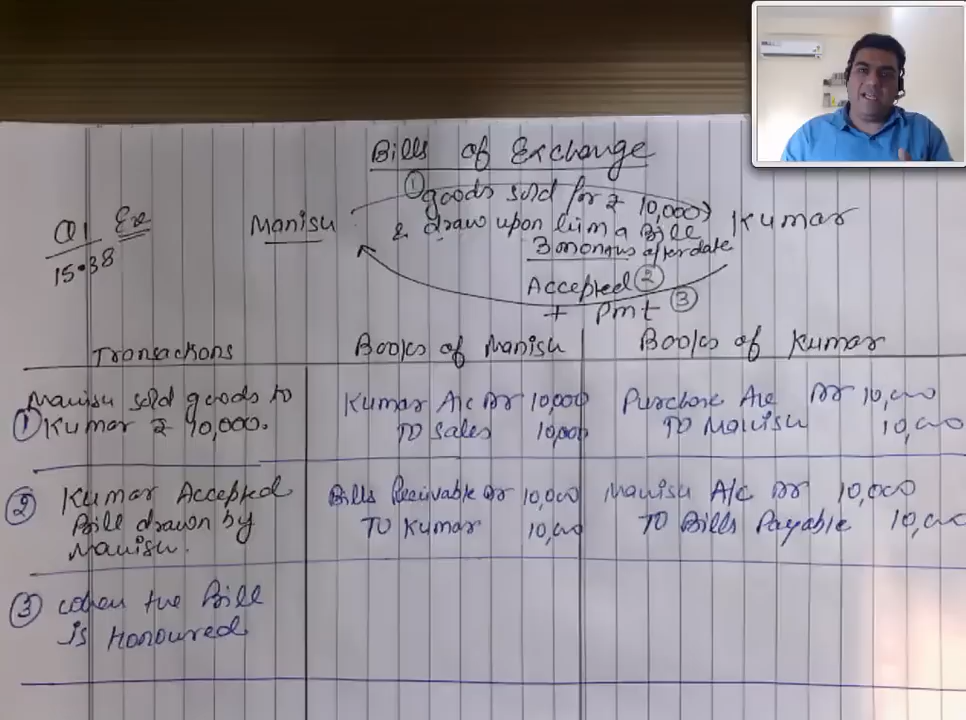 Bills of Exchange
Q1 Ex
15.38
Manish
① goods sold for ₹ 10,000
& draw upon him a Bill
3 months after date
Kumar
Accepted ②
+ Pmt ③
Transactions
Books of Manish
Books of Kumar
① Manish sold goods to
Kumar ₹ 10,000.
Kumar A/c Dr 10,000
To Sales 10,000
Purchase A/c Dr 10,000
To Manish 10,000
② Kumar Accepted
Bill drawn by
Manish.
Bills Receivable Dr 10,000
To Kumar 10,000
Manish A/c Dr 10,000
To Bills Payable 10,000
③ when the Bill
is Honoured